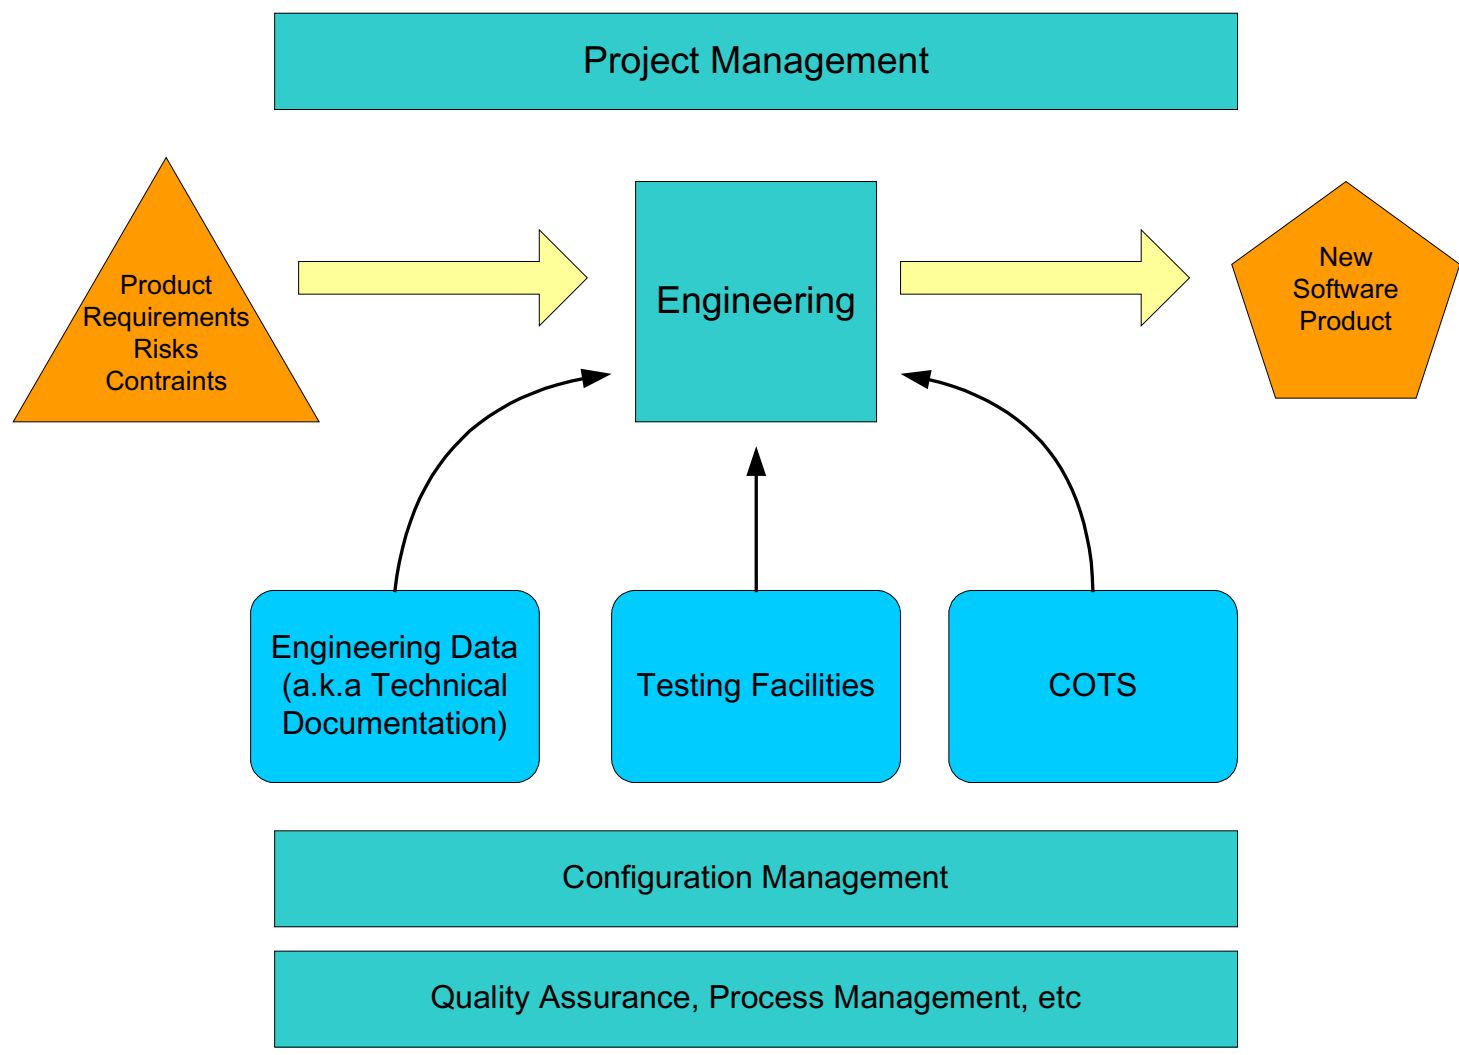 Project Management
Product
Requirements
Risks
Contraints
Engineering
New
Software
Product
Engineering Data
(a.k.a Technical
Documentation)
Testing Facilities
COTS
Configuration Management
Quality Assurance, Process Management, etc